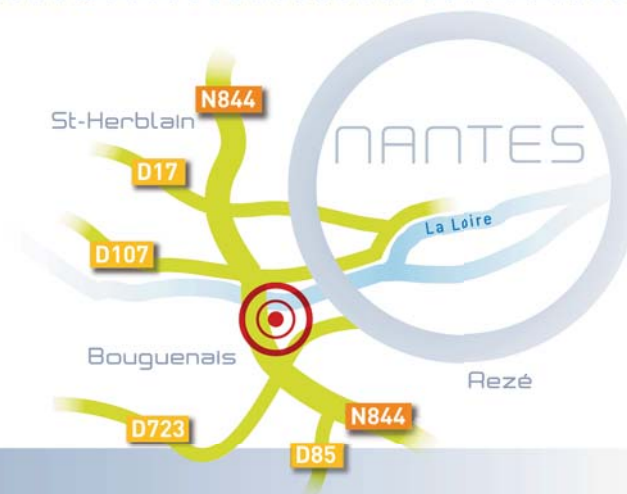 N844
St-Herblain
NANTES
D17
La Loire
D107
Bouguenais
Rezé
N844
D723
D85